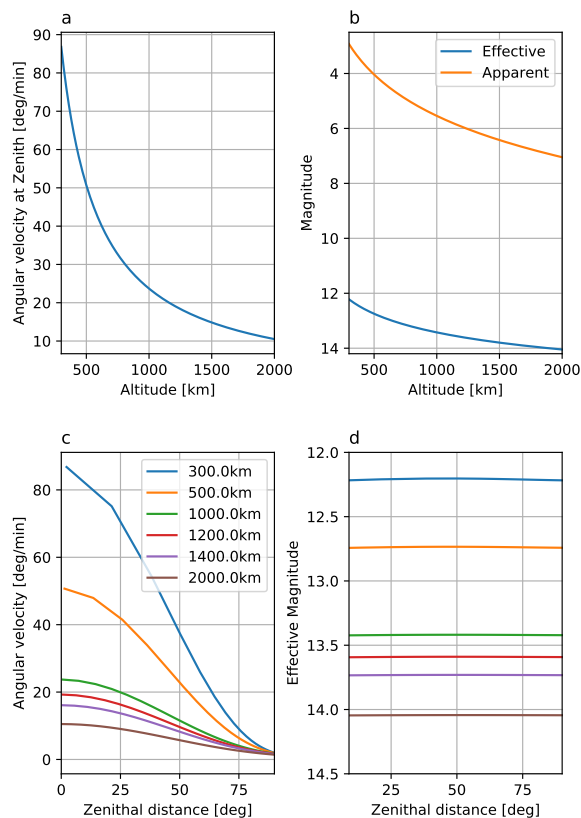 a
90
80
70
60
50
40
30
20
10
Angular velocity at Zenith [deg/min]
500 1000 1500 2000
Altitude [km]
b
Effective
Apparent
4
6
8
10
12
14
Magnitude
500 1000 1500 2000
Altitude [km]
c
300.0km
500.0km
1000.0km
1200.0km
1400.0km
2000.0km
80
60
40
20
0
Angular velocity [deg/min]
0 25 50 75
Zenithal distance [deg]
d
12.0
12.5
13.0
13.5
14.0
14.5
Effective Magnitude
25 50 75
Zenithal distance [deg]